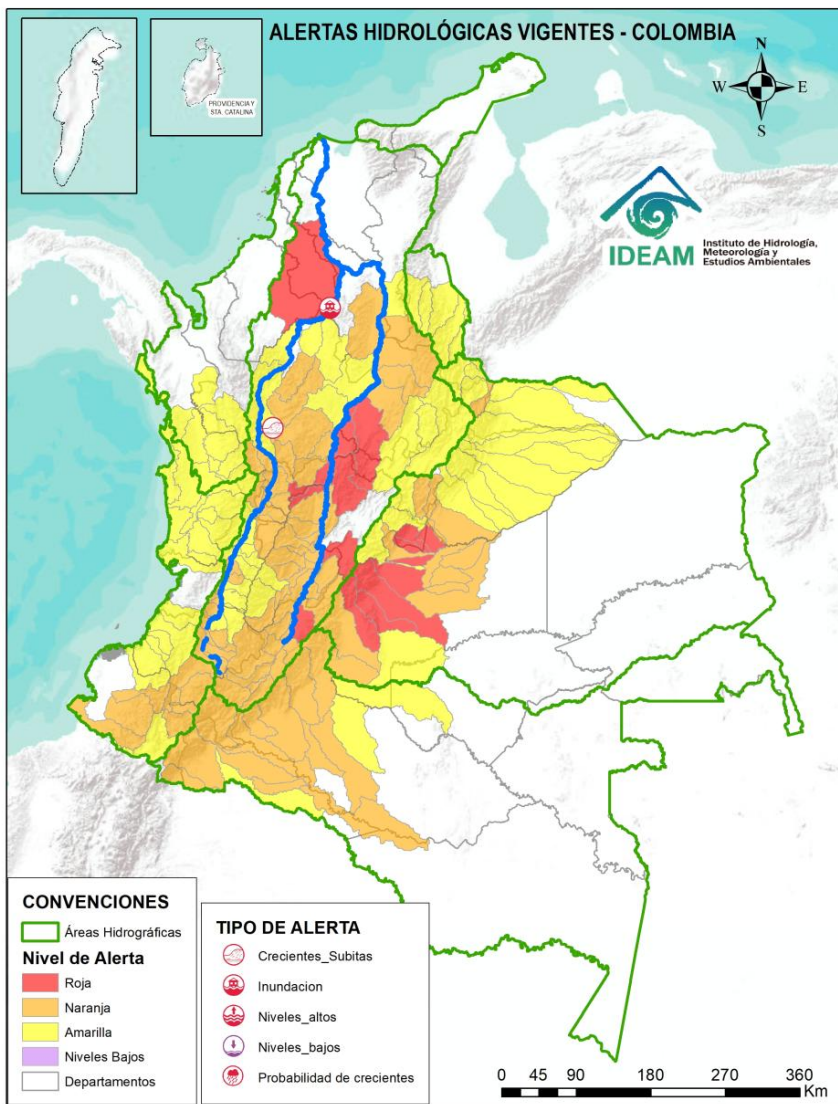 ALERTAS HIDROLÓGICAS VIGENTES - COLOMBIA
PROVIDENCIA Y
STA. CATALINA
N
W
E
S
IDEAM
Instituto de Hidrología,
Meteorología y
Estudios Ambientales
CONVENCIONES
Áreas Hidrográficas
Nivel de Alerta
Roja
Naranja
Amarilla
Niveles Bajos
Departamentos
TIPO DE ALERTA
Crecientes_Subitas
Inundacion
Niveles_altos
Niveles_bajos
Probabilidad de crecientes
0 45 90 180 270 360
Km